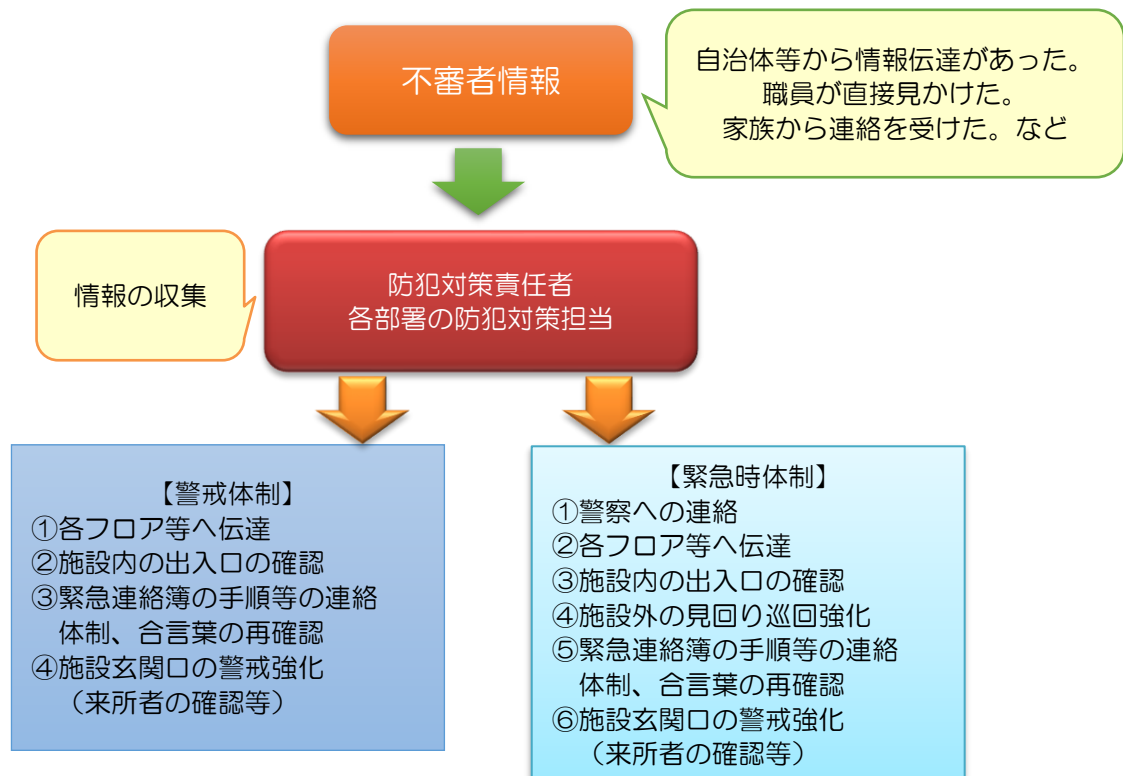 不審者情報
自治体等から情報伝達があった。
職員が直接見かけた。
家族から連絡を受けた。など
情報の収集
防犯対策責任者
各部署の防犯対策担当
【警戒体制】
①各フロア等へ伝達
②施設内の出入口の確認
③緊急連絡簿の手順等の連絡
体制、合言葉の再確認
④施設玄関口の警戒強化
（来所者の確認等）
【緊急時体制】
①警察への連絡
②各フロア等へ伝達
③施設内の出入口の確認
④施設外の見回り巡回強化
⑤緊急連絡簿の手順等の連絡
体制、合言葉の再確認
⑥施設玄関口の警戒強化
（来所者の確認等）